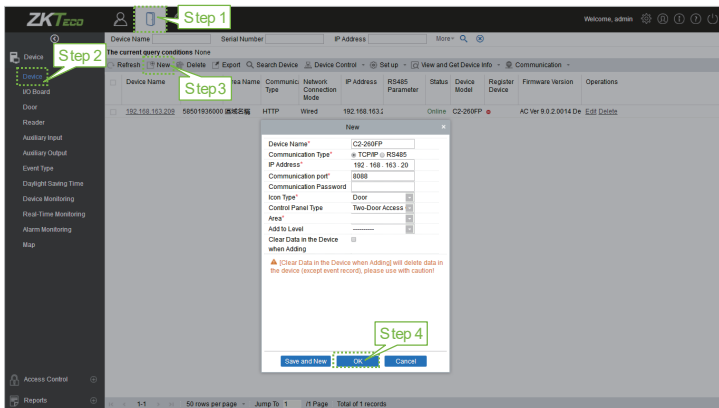 ZKTECO
Step 1
Welcome, admin
Device Name Serial Number IP Address More
The current query conditions None
Device
Step 2
Refresh New Delete Export Search Device Device Control Set up View and Get Device Info Communication
Step3
Device Name Area Name Communic Type Network Connection Mode IP Address RS485 Parameter Status Device Model Register Device Firmware Version Operations
192.168.163.209 58501936000 區域名稱 HTTP Wired 192.168.163.2 Online C2-260FP AC Ver 9.0.2.0014 De Edit Delete
Device
I/O Board
Door
Reader
Auxiliary Input
Auxiliary Output
Event Type
Daylight Saving Time
Device Monitoring
Real-Time Monitoring
Alarm Monitoring
Map
Access Control
Reports
New
Device Name* C2-260FP
Communication Type* TCP/IP RS485
IP Address* 192 . 168 . 163 . 20
Communication port* 8088
Communication Password
Icon Type* Door
Control Panel Type Two-Door Access
Area*
Add to Level ----------
Clear Data in the Device
when Adding
[Clear Data in the Device when Adding] will delete data in
the device (except event record), please use with caution!
Step 4
Save and New OK Cancel
1-1 50 rows per page Jump To 1 /1 Page Total of 1 records